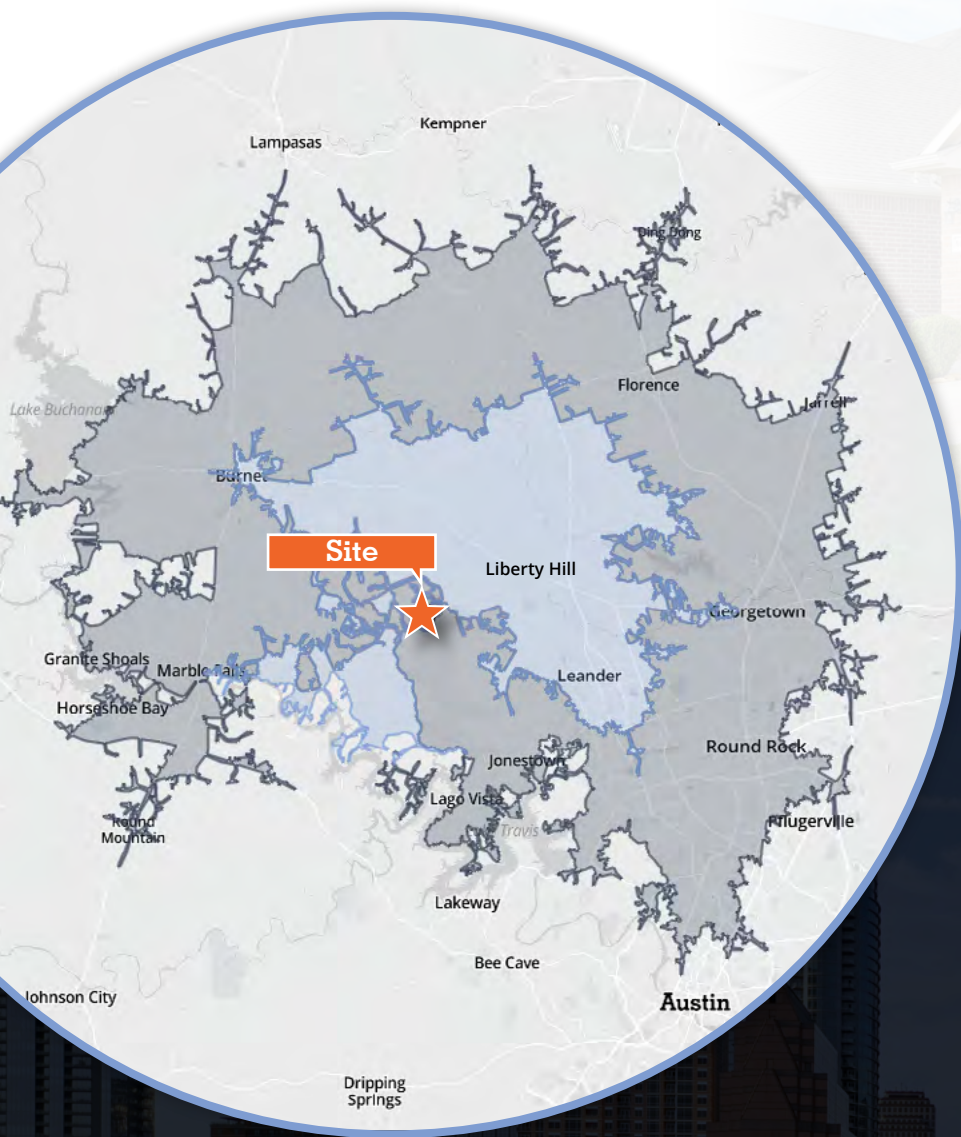 Kempner
Lampasas
Ding Dong
Florence
Lake Buchanan
Jarrell
Burnet
Site
Liberty Hill
Georgetown
Granite Shoals
Marble Falls
Leander
Horseshoe Bay
Round Rock
Jonestown
Lago Vista
Round
Mountain
Travis
Pflugerville
Lakeway
Bee Cave
Johnson City
Austin
Dripping
Springs